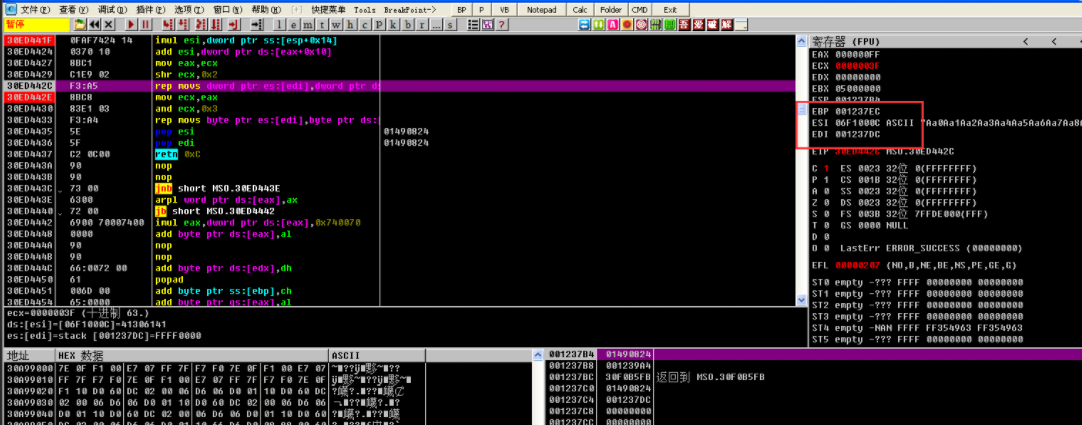 文件(F) 查看(V) 调试(D) 插件(P) 选项(T) 窗口(W) 帮助(H) [+] 快捷菜单 Tools BreakPoint-> BP P VB Notepad Calc Folder CMD Exit
暂停 l e m t w h c P k b r ... s
30ED441F 0FAF7424 14 imul esi,dword ptr ss:[esp+0x14]
30ED4424 0370 10 add esi,dword ptr ds:[eax+0x10]
30ED4427 8BC1 mov eax,ecx
30ED4429 C1E9 02 shr ecx,0x2
30ED442C F3:A5 rep movs dword ptr es:[edi],dword ptr d
30ED442E 8BC8 mov ecx,eax
30ED4430 83E1 03 and ecx,0x3
30ED4433 F3:A4 rep movs byte ptr es:[edi],byte ptr ds:
30ED4435 5E pop esi 01490824
30ED4436 5F pop edi 01490824
30ED4437 C2 0C00 retn 0xC
30ED443A 90 nop
30ED443B 90 nop
30ED443C 73 00 jnb short MSO.30ED443E
30ED443E 6300 arpl word ptr ds:[eax],ax
30ED4440 72 00 jb short MSO.30ED4442
30ED4442 6900 70007400 imul eax,dword ptr ds:[eax],0x740070
30ED4448 0000 add byte ptr ds:[eax],al
30ED444A 90 nop
30ED444B 90 nop
30ED444C 66:0072 00 add byte ptr ds:[edx],dh
30ED4450 61 popad
30ED4451 006D 00 add byte ptr ss:[ebp],ch
30ED4454 65:0000 add byte ptr gs:[eax],al
ecx=0000003F (十进制 63.)
ds:[esi]=[06F1000C]=41306141
es:[edi]=stack [001237DC]=FFFF0000
寄存器 (FPU) < <
EAX 000000FF
ECX 0000003F
EDX 00000000
EBX 05000000
ESP 001237B4
EBP 001237EC
ESI 06F1000C ASCII "Aa0Aa1Aa2Aa3Aa4Aa5Aa6Aa7Aa8
EDI 001237DC
EIP 30ED442C MSO.30ED442C
C 1 ES 0023 32位 0(FFFFFFFF)
P 1 CS 001B 32位 0(FFFFFFFF)
A 0 SS 0023 32位 0(FFFFFFFF)
Z 0 DS 0023 32位 0(FFFFFFFF)
S 0 FS 003B 32位 7FFDE000(FFF)
T 0 GS 0000 NULL
D 0
O 0 LastErr ERROR_SUCCESS (00000000)
EFL 00000207 (NO,B,NE,BE,NS,PE,GE,G)
ST0 empty -??? FFFF 00000000 00000000
ST1 empty -??? FFFF 00000000 00000000
ST2 empty -??? FFFF 00000000 00000000
ST3 empty -??? FFFF 00000000 00000000
ST4 empty -NAN FFFF FF354963 FF354963
ST5 empty -??? FFFF 00000000 00000000
地址 HEX 数据 ASCII
30A99000 7E 0F F1 00 E7 07 FF 7F F7 F0 7E 0F F1 00 E7 07
30A99010 FF 7F F7 F0 7E 0F F1 00 E7 07 FF 7F F7 F0 7E 0F
30A99020 F1 10 D0 60 DC 02 00 06 D6 06 D0 01 10 D0 60 DC
30A99030 02 00 06 D6 06 D0 01 10 D0 60 DC 02 00 06 D6 06
30A99040 D0 01 10 D0 60 DC 02 00 06 D6 06 D0 01 10 D0 60
001237B4 01490824
001237B8 001239A4
001237BC 30F0B5FB 返回到 MSO.30F0B5FB
001237C0 01490824
001237C4 001237DC
001237C8 00000000
001237CC 00000000